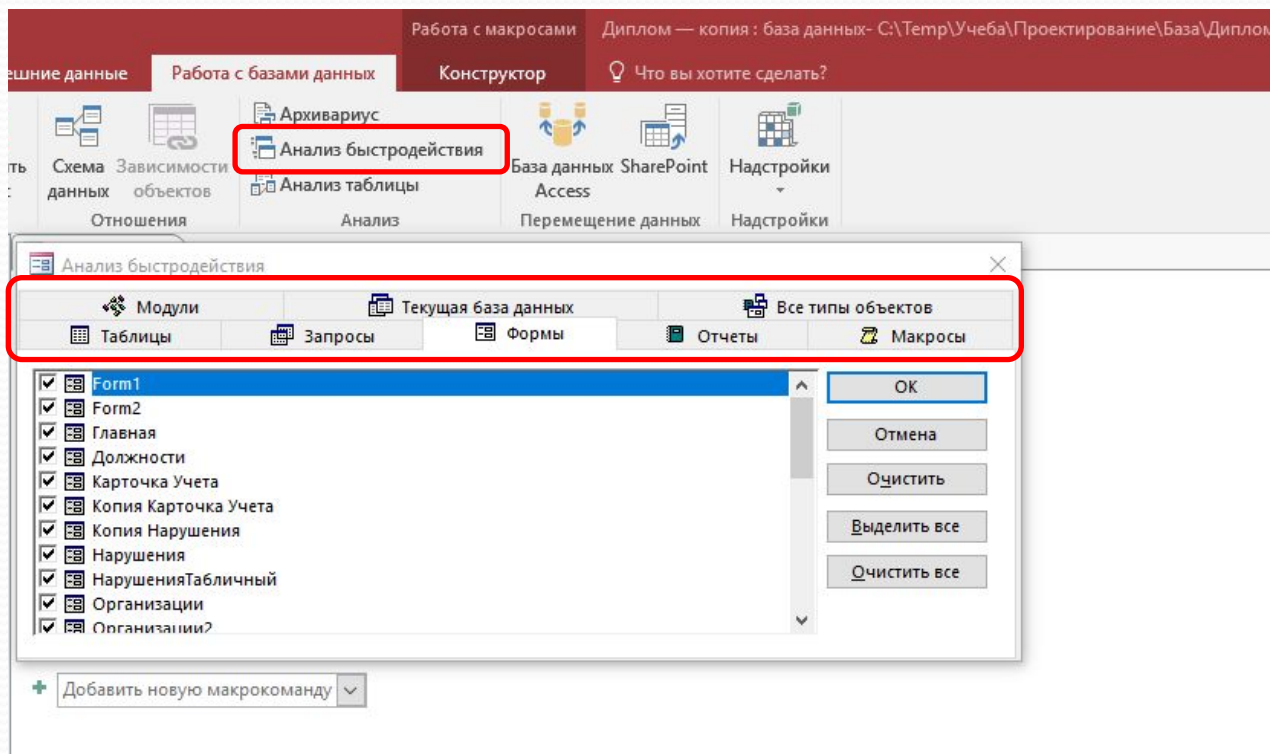 Работа с макросами Диплом — копия : база данных- C:\Temp\Учеба\Проектирование\База\Диплом
ешние данные Работа с базами данных Конструктор Что вы хотите сделать?
Архивариус
Анализ быстродействия
Анализ таблицы
ть Схема Зависимости База данных SharePoint Надстройки
данных объектов Access
Отношения Анализ Перемещение данных Надстройки
Анализ быстродействия
Модули Текущая база данных Все типы объектов
Таблицы Запросы Формы Отчеты Макросы
Form1 ОК
Form2
Главная Отмена
Должности
Карточка Учета Очистить
Копия Карточка Учета
Копия Нарушения Выделить все
Нарушения
НарушенияТабличный Очистить все
Организации
Организации2
Добавить новую макрокоманду